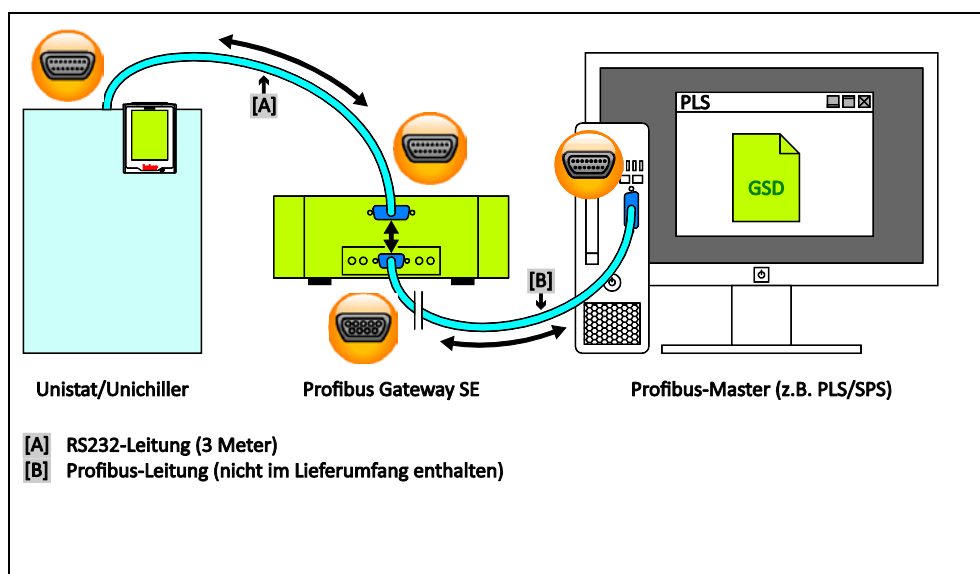 [A]
PLS
GSD
[B]
Unistat/Unichiller
Profibus Gateway SE
Profibus-Master (z.B. PLS/SPS)
[A] RS232-Leitung (3 Meter)
[B] Profibus-Leitung (nicht im Lieferumfang enthalten)